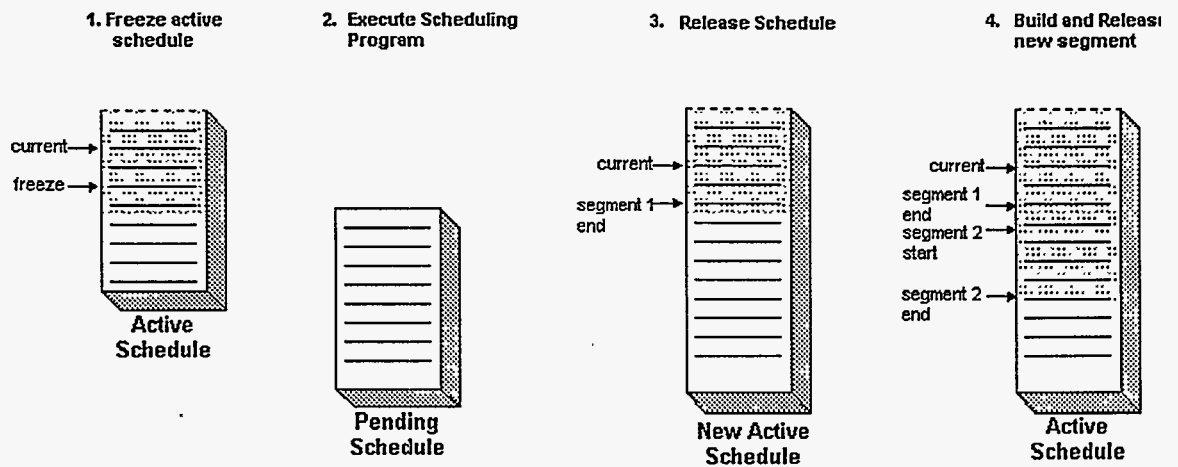 1. Freeze active
schedule
current
freeze
Active
Schedule
2. Execute Scheduling
Program
Pending
Schedule
3. Release Schedule
current
segment 1
end
New Active
Schedule
4. Build and Releas
new segment
current
segment 1
end
segment 2
start
segment 2
end
Active
Schedule